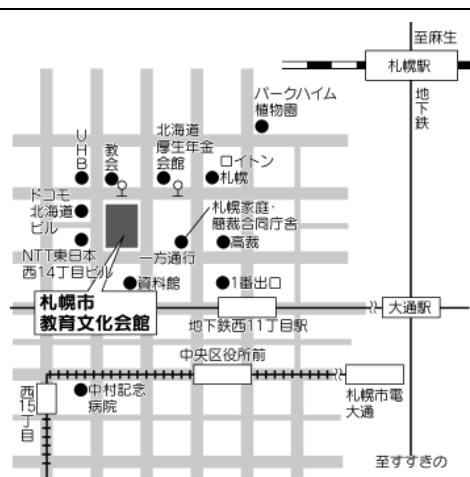 至麻生
札幌駅
地下鉄
パークハイム
植物園
UHB
教会
北海道
厚生年金
会館
ロイトン
札幌
ドコモ
北海道
ビル
札幌家庭・
簡裁合同庁舎
高裁
一方通行
NTT東日本
西14丁目ビル
資料館
1番出口
札幌市
教育文化会館
地下鉄西11丁目駅
大通駅
中央区役所前
西15丁目
中村記念
病院
札幌市電
大通
至すすきの